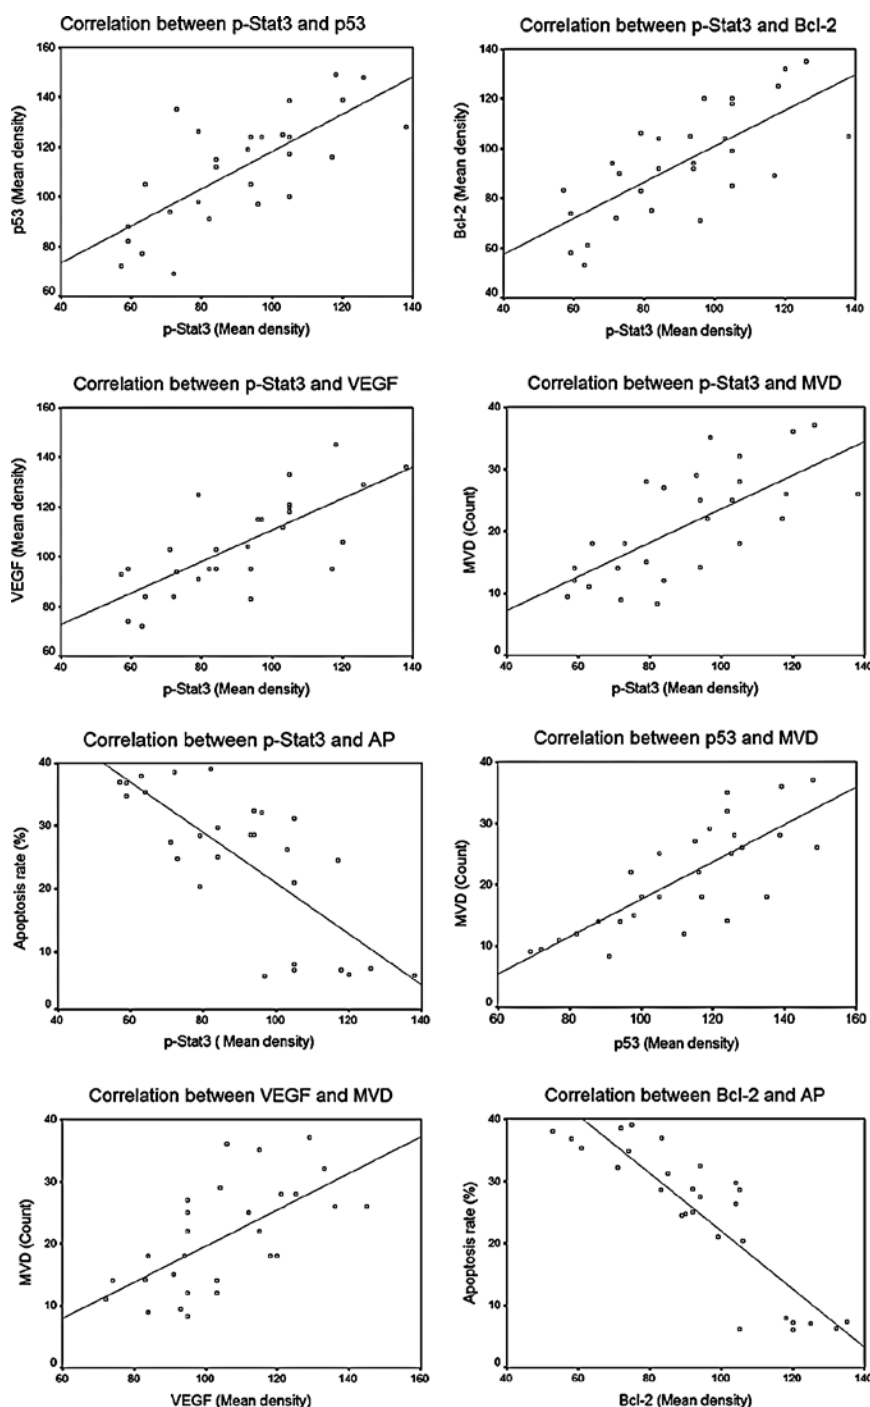 Correlation between p-Stat3 and p53
160
140
120
100
80
60
p53 (Mean density)
40 60 80 100 120 140
p-Stat3 (Mean density)
Correlation between p-Stat3 and Bcl-2
140
120
100
80
60
40
Bcl-2 (Mean density)
40 60 80 100 120 140
p-Stat3 (Mean density)
Correlation between p-Stat3 and VEGF
160
140
120
100
80
60
VEGF (Mean density)
40 60 80 100 120 140
p-Stat3 (Mean density)
Correlation between p-Stat3 and MVD
40
30
20
10
0
MVD (Count)
40 60 80 100 120 140
p-Stat3 (Mean density)
Correlation between p-Stat3 and AP
40
30
20
10
0
Apoptosis rate (%)
40 60 80 100 120 140
p-Stat3 ( Mean density)
Correlation between p53 and MVD
40
30
20
10
0
MVD (Count)
60 80 100 120 140 160
p53 (Mean density)
Correlation between VEGF and MVD
40
30
20
10
0
MVD (Count)
60 80 100 120 140 160
VEGF (Mean density)
Correlation between Bcl-2 and AP
40
30
20
10
0
Apoptosis rate (%)
40 60 80 100 120 140
Bcl-2 (Mean density)